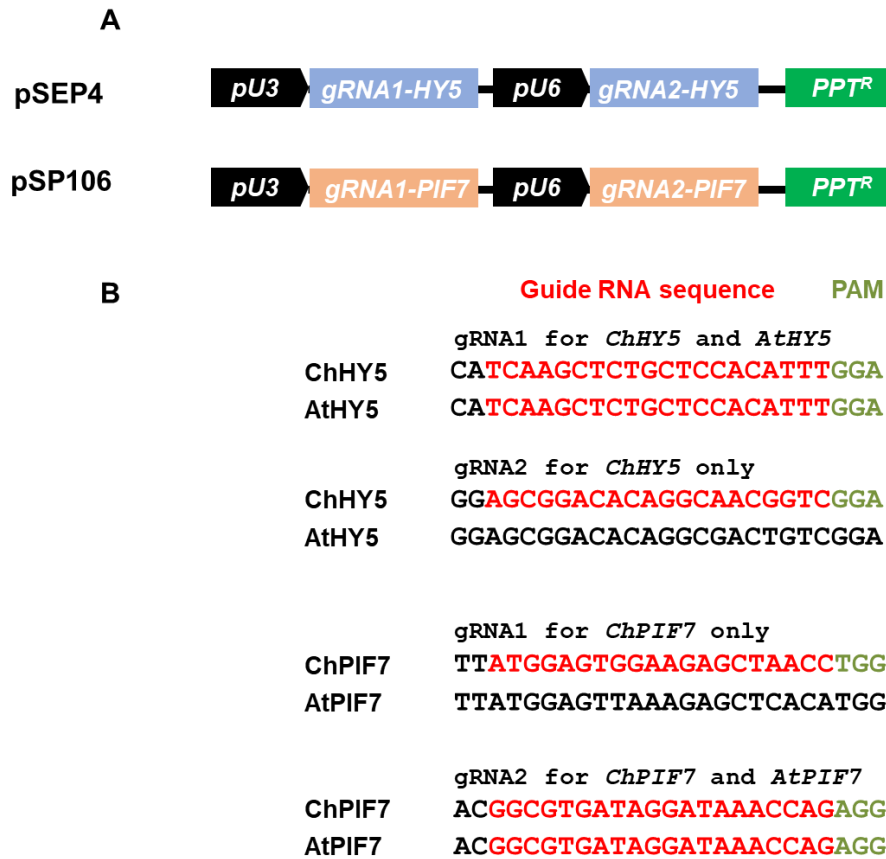 A
pSEP4 pU3 gRNA1-HY5 pU6 gRNA2-HY5 PPTᴿ
pSP106 pU3 gRNA1-PIF7 pU6 gRNA2-PIF7 PPTᴿ
B
Guide RNA sequence PAM
gRNA1 for ChHY5 and AtHY5
ChHY5 CATCAAGCTCTGCTCCACATTTGGA
AtHY5 CATCAAGCTCTGCTCCACATTTGGA
gRNA2 for ChHY5 only
ChHY5 GGAGCGGACACAGGCAACGGTCGGA
AtHY5 GGAGCGGACACAGGCGACTGTCGGA
gRNA1 for ChPIF7 only
ChPIF7 TTATGGAGTGGAAGAGCTAACCTGG
AtPIF7 TTATGGAGTTAAAGAGCTCACATGG
gRNA2 for ChPIF7 and AtPIF7
ChPIF7 ACGGCGTGATAGGATAAACCAGAGG
AtPIF7 ACGGCGTGATAGGATAAACCAGAGG